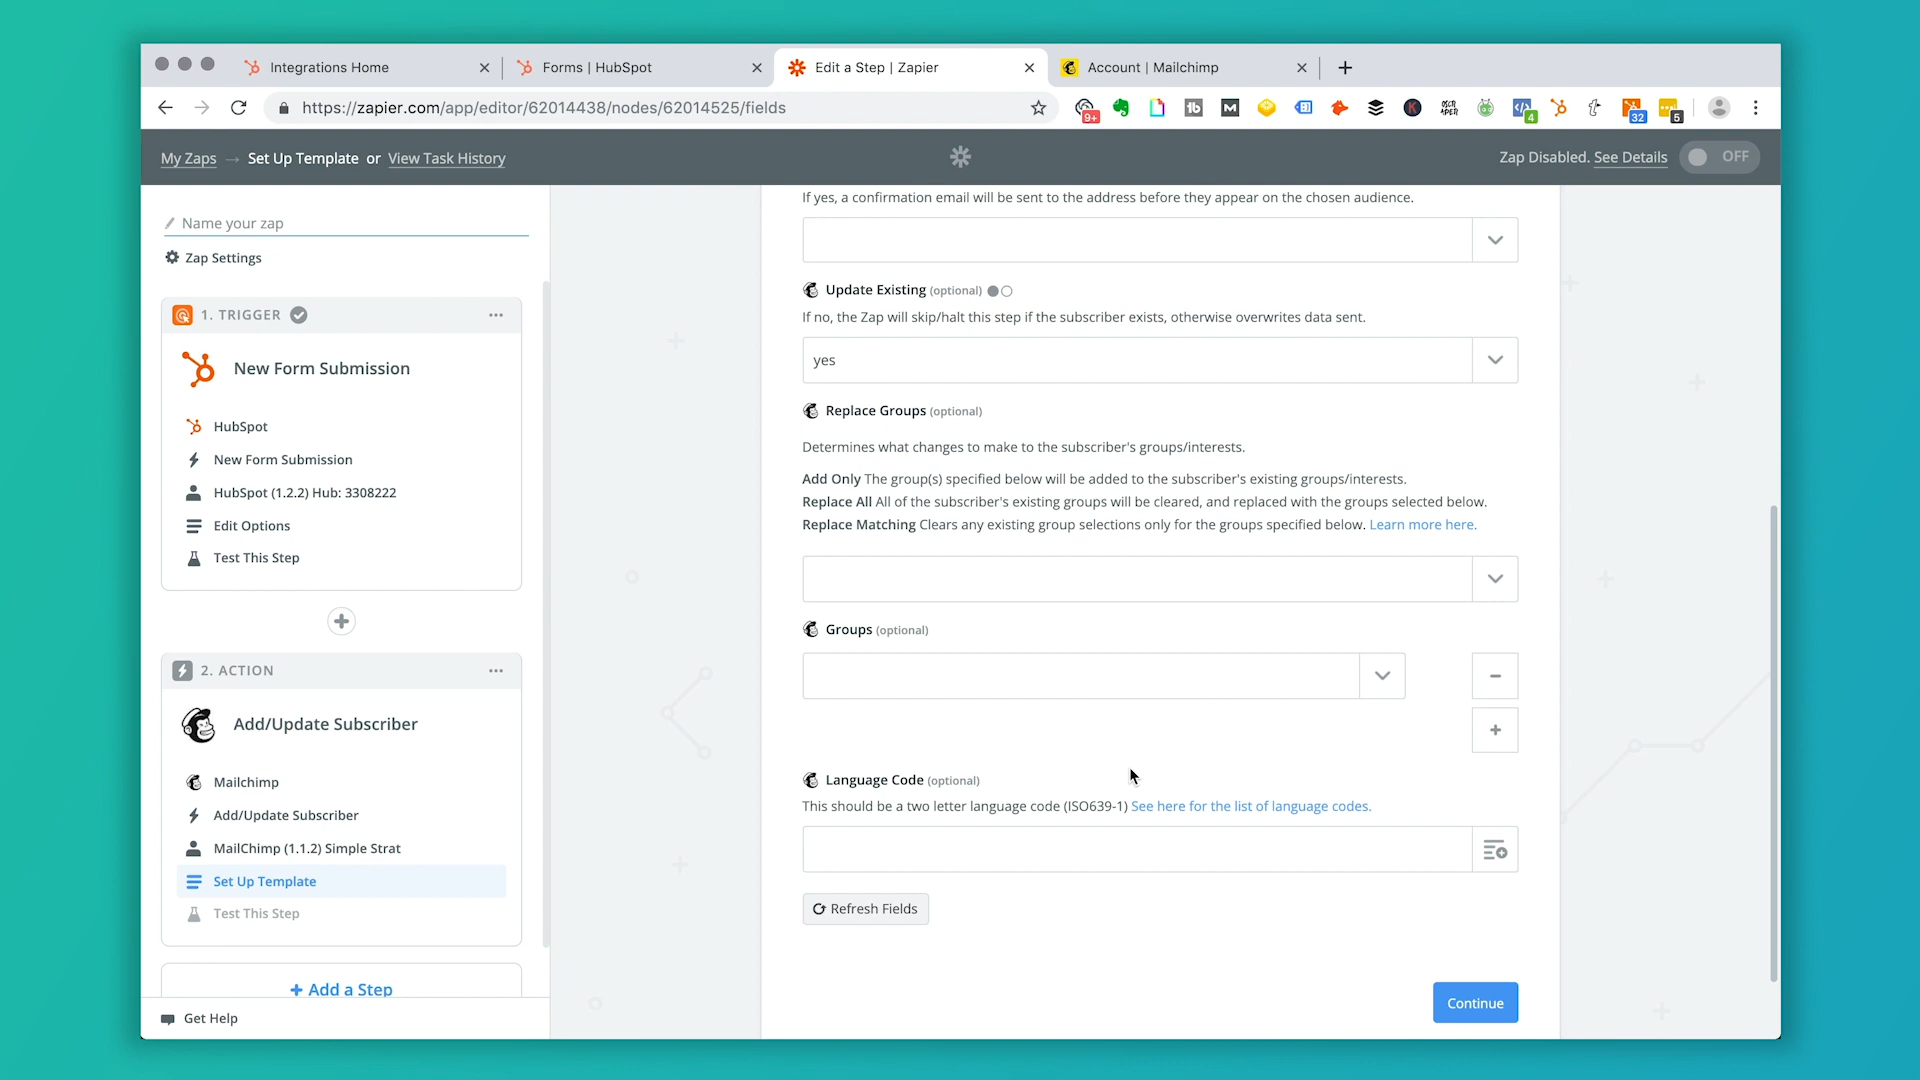 Integrations Home
Forms | HubSpot
Edit a Step | Zapier
Account | Mailchimp
https://zapier.com/app/editor/62014438/nodes/62014525/fields
9+
4
32
5
My Zaps → Set Up Template or View Task History
Zap Disabled. See Details
OFF
Name your zap
Zap Settings
1. TRIGGER
New Form Submission
HubSpot
New Form Submission
HubSpot (1.2.2) Hub: 3308222
Edit Options
Test This Step
2. ACTION
Add/Update Subscriber
Mailchimp
Add/Update Subscriber
MailChimp (1.1.2) Simple Strat
Set Up Template
Test This Step
+ Add a Step
Get Help
If yes, a confirmation email will be sent to the address before they appear on the chosen audience.
Update Existing (optional)
If no, the Zap will skip/halt this step if the subscriber exists, otherwise overwrites data sent.
yes
Replace Groups (optional)
Determines what changes to make to the subscriber's groups/interests.
Add Only The group(s) specified below will be added to the subscriber's existing groups/interests.
Replace All All of the subscriber's existing groups will be cleared, and replaced with the groups selected below.
Replace Matching Clears any existing group selections only for the groups specified below. Learn more here.
Groups (optional)
Language Code (optional)
This should be a two letter language code (ISO639-1) See here for the list of language codes.
Refresh Fields
Continue